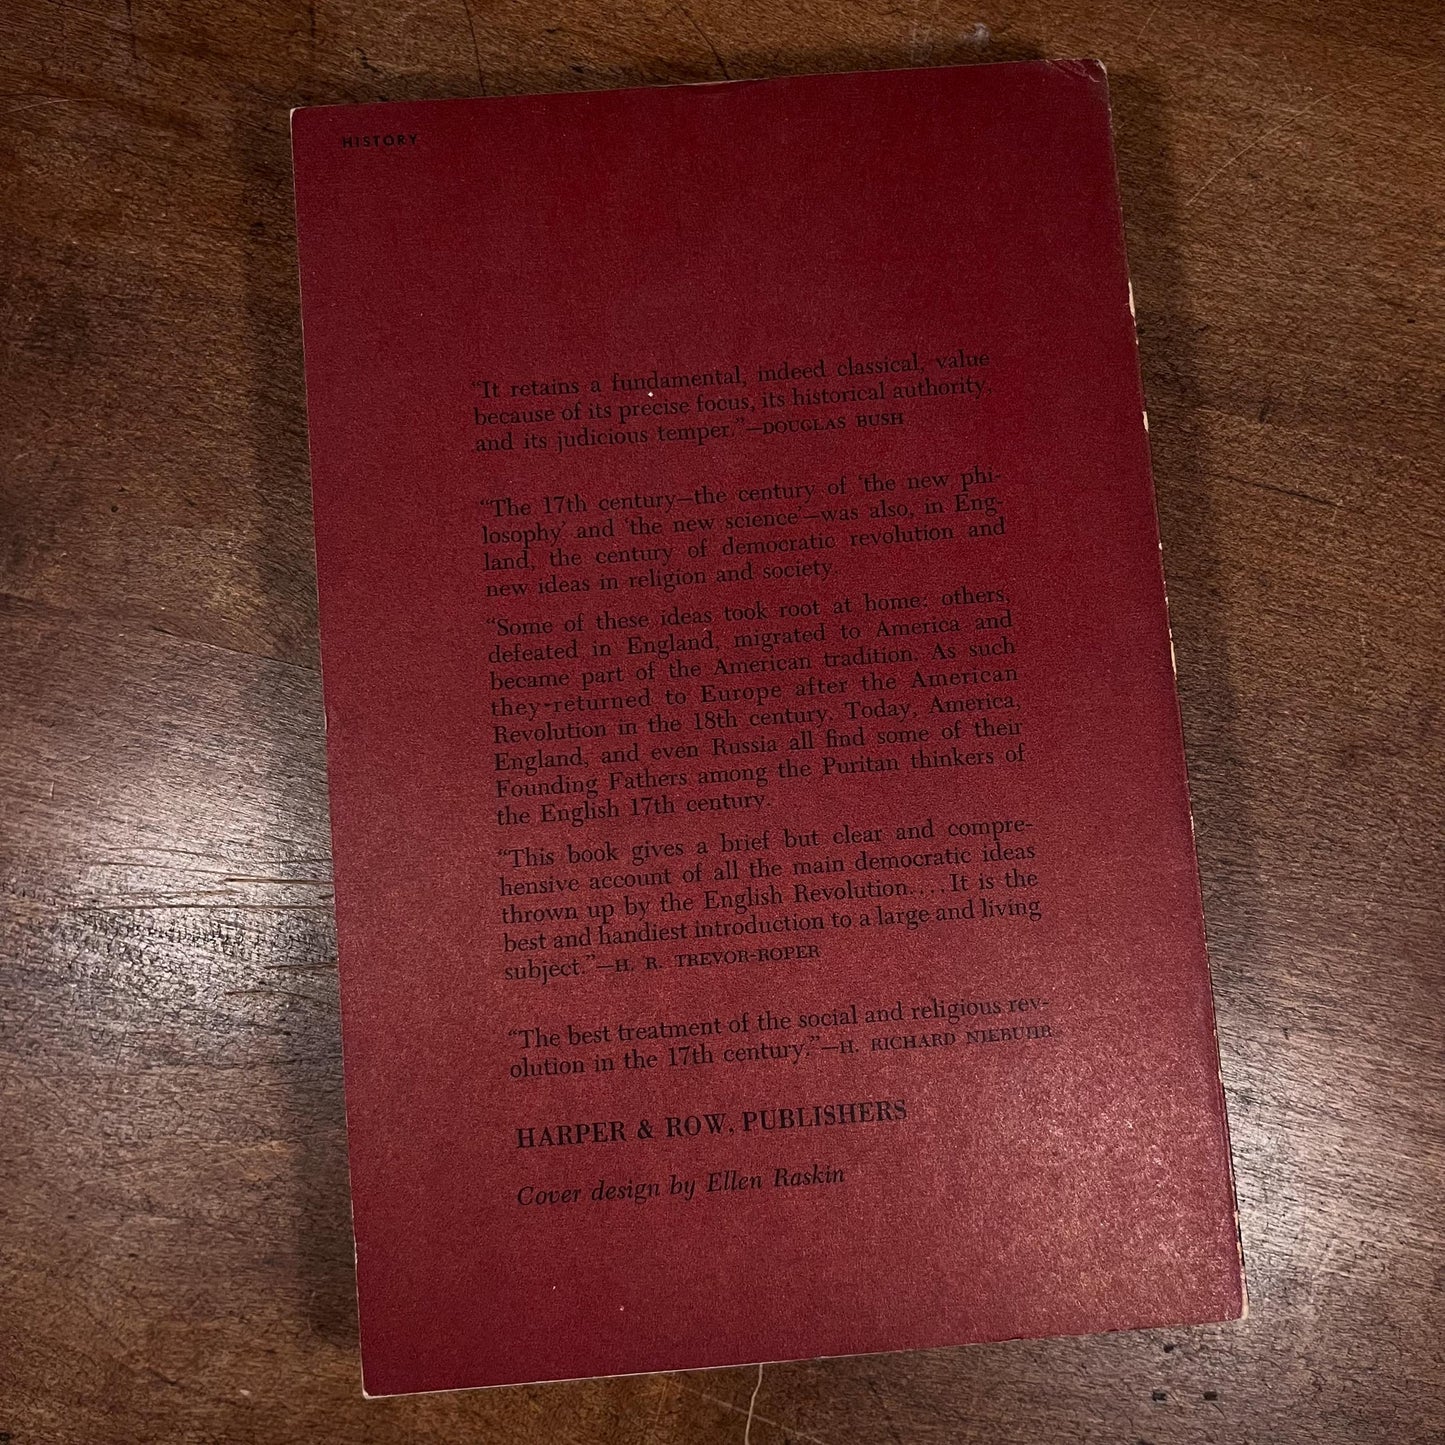 HISTORY
"It retains a fundamental, indeed classical, value
because of its precise focus, its historical authority,
and its judicious temper."—DOUGLAS BUSH
"The 17th century—the century of 'the new phi-
losophy' and 'the new science'—was also, in Eng-
land, the century of democratic revolution and
new ideas in religion and society.
"Some of these ideas took root at home; others,
defeated in England, migrated to America and
became part of the American tradition. As such
they returned to Europe after the American
Revolution in the 18th century. Today, America,
England, and even Russia all find some of their
Founding Fathers among the Puritan thinkers of
the English 17th century.
"This book gives a brief but clear and compre-
hensive account of all the main democratic ideas
thrown up by the English Revolution.... It is the
best and handiest introduction to a large and living
subject."—H. R. TREVOR-ROPER
"The best treatment of the social and religious rev-
olution in the 17th century."—H. RICHARD NIEBUHR
HARPER & ROW, PUBLISHERS
Cover design by Ellen Raskin